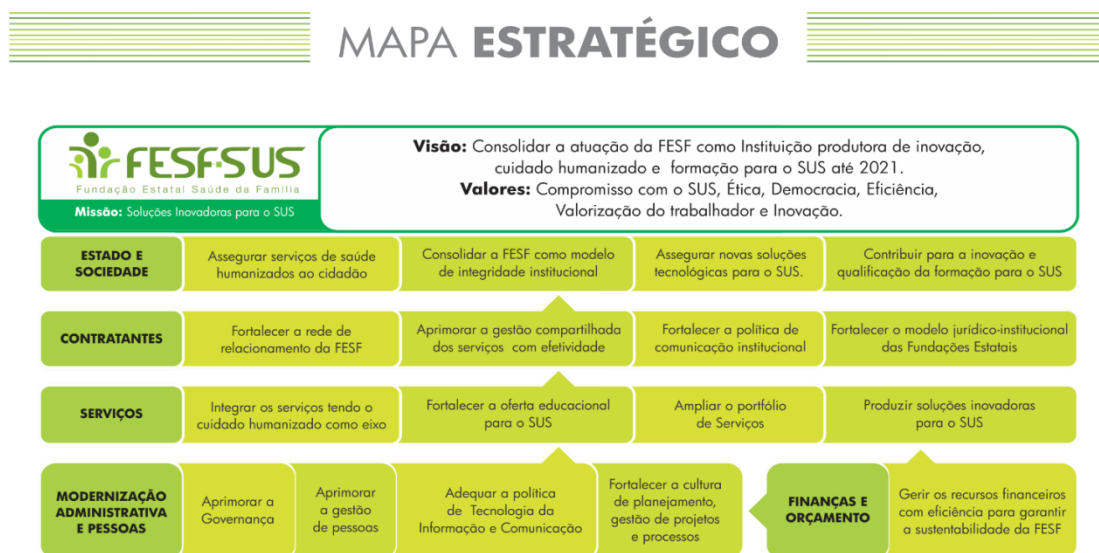 MAPA ESTRATÉGICO
FESF-SUS
Fundação Estatal Saúde da Família
Missão: Soluções Inovadoras para o SUS
Visão: Consolidar a atuação da FESF como Instituição produtora de inovação,
cuidado humanizado e formação para o SUS até 2021.
Valores: Compromisso com o SUS, Ética, Democracia, Eficiência,
Valorização do trabalhador e Inovação.
ESTADO E
SOCIEDADE
Assegurar serviços de saúde
humanizados ao cidadão
Consolidar a FESF como modelo
de integridade institucional
Assegurar novas soluções
tecnológicas para o SUS.
Contribuir para a inovação e
qualificação da formação para o SUS
CONTRATANTES
Fortalecer a rede de
relacionamento da FESF
Aprimorar a gestão compartilhada
dos serviços com efetividade
Fortalecer a política de
comunicação institucional
Fortalecer o modelo jurídico-institucional
das Fundações Estatais
SERVIÇOS
Integrar os serviços tendo o
cuidado humanizado como eixo
Fortalecer a oferta educacional
para o SUS
Ampliar o portfólio
de Serviços
Produzir soluções inovadoras
para o SUS
MODERNIZAÇÃO
ADMINISTRATIVA
E PESSOAS
Aprimorar a
Governança
Aprimorar
a gestão
de pessoas
Adequar a política
de Tecnologia da
Informação e Comunicação
Fortalecer a cultura
de planejamento,
gestão de projetos
e processos
FINANÇAS E
ORÇAMENTO
Gerir os recursos financeiros
com eficiência para garantir
a sustentabilidade da FESF